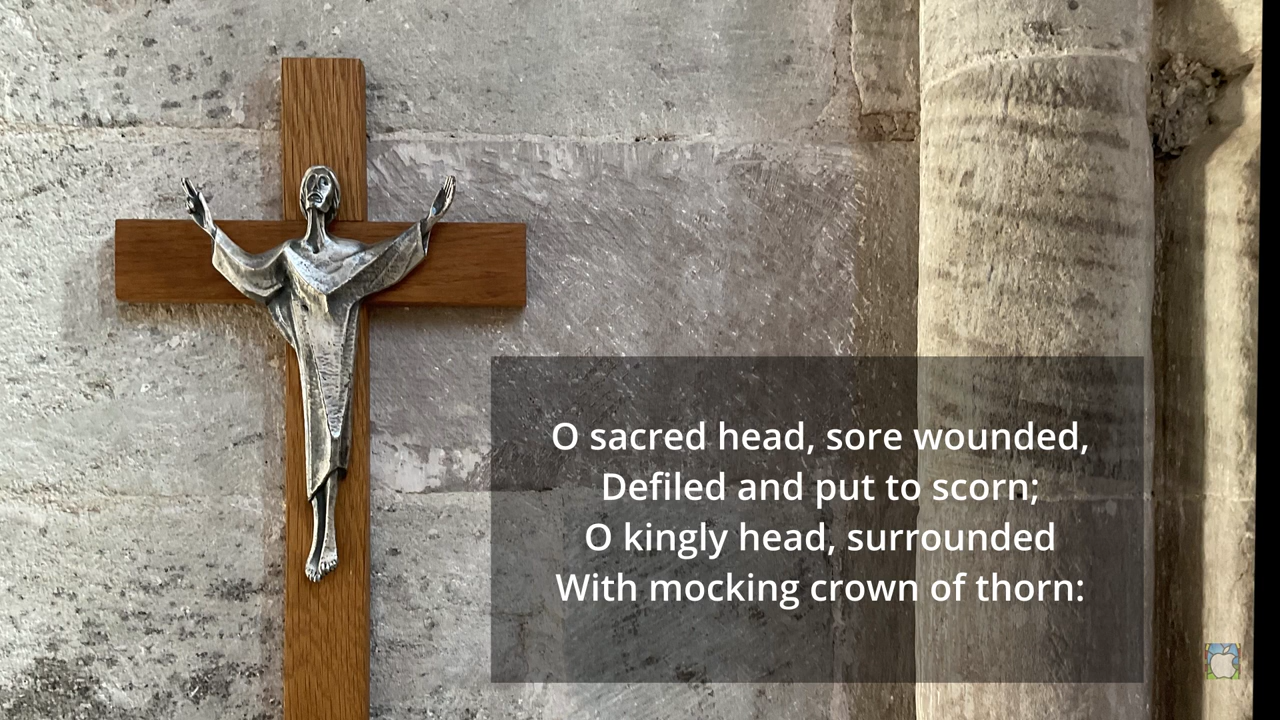 O sacred head, sore wounded,
Defiled and put to scorn;
O kingly head, surrounded
With mocking crown of thorn: